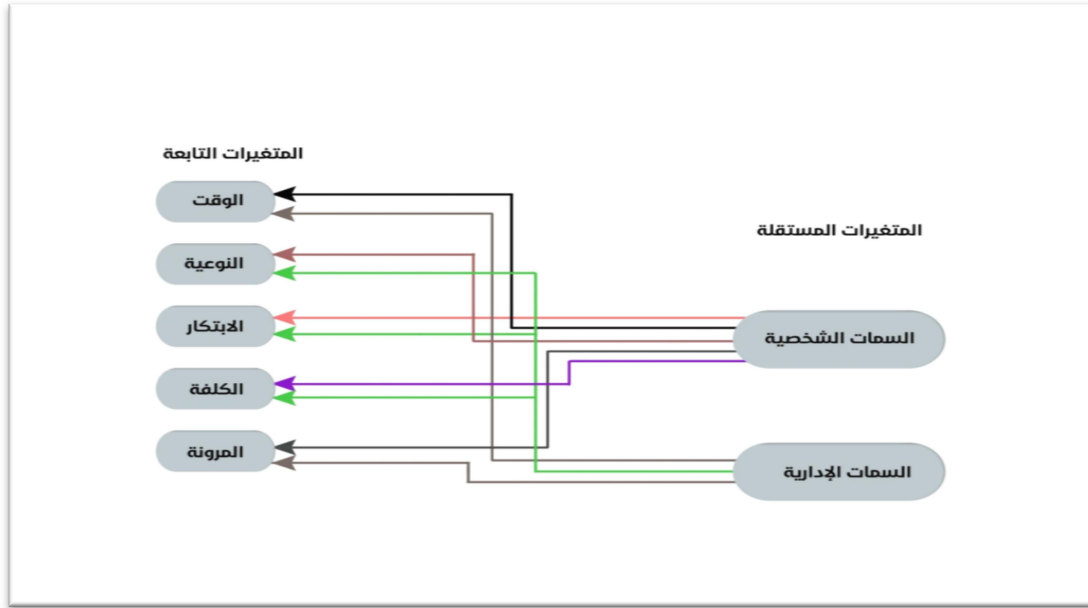 المتغيرات المستقلة
السمات الشخصية
السمات الإدارية
المتغيرات التابعة
الوقت
النوعية
الابتكار
الكلفة
المرونة